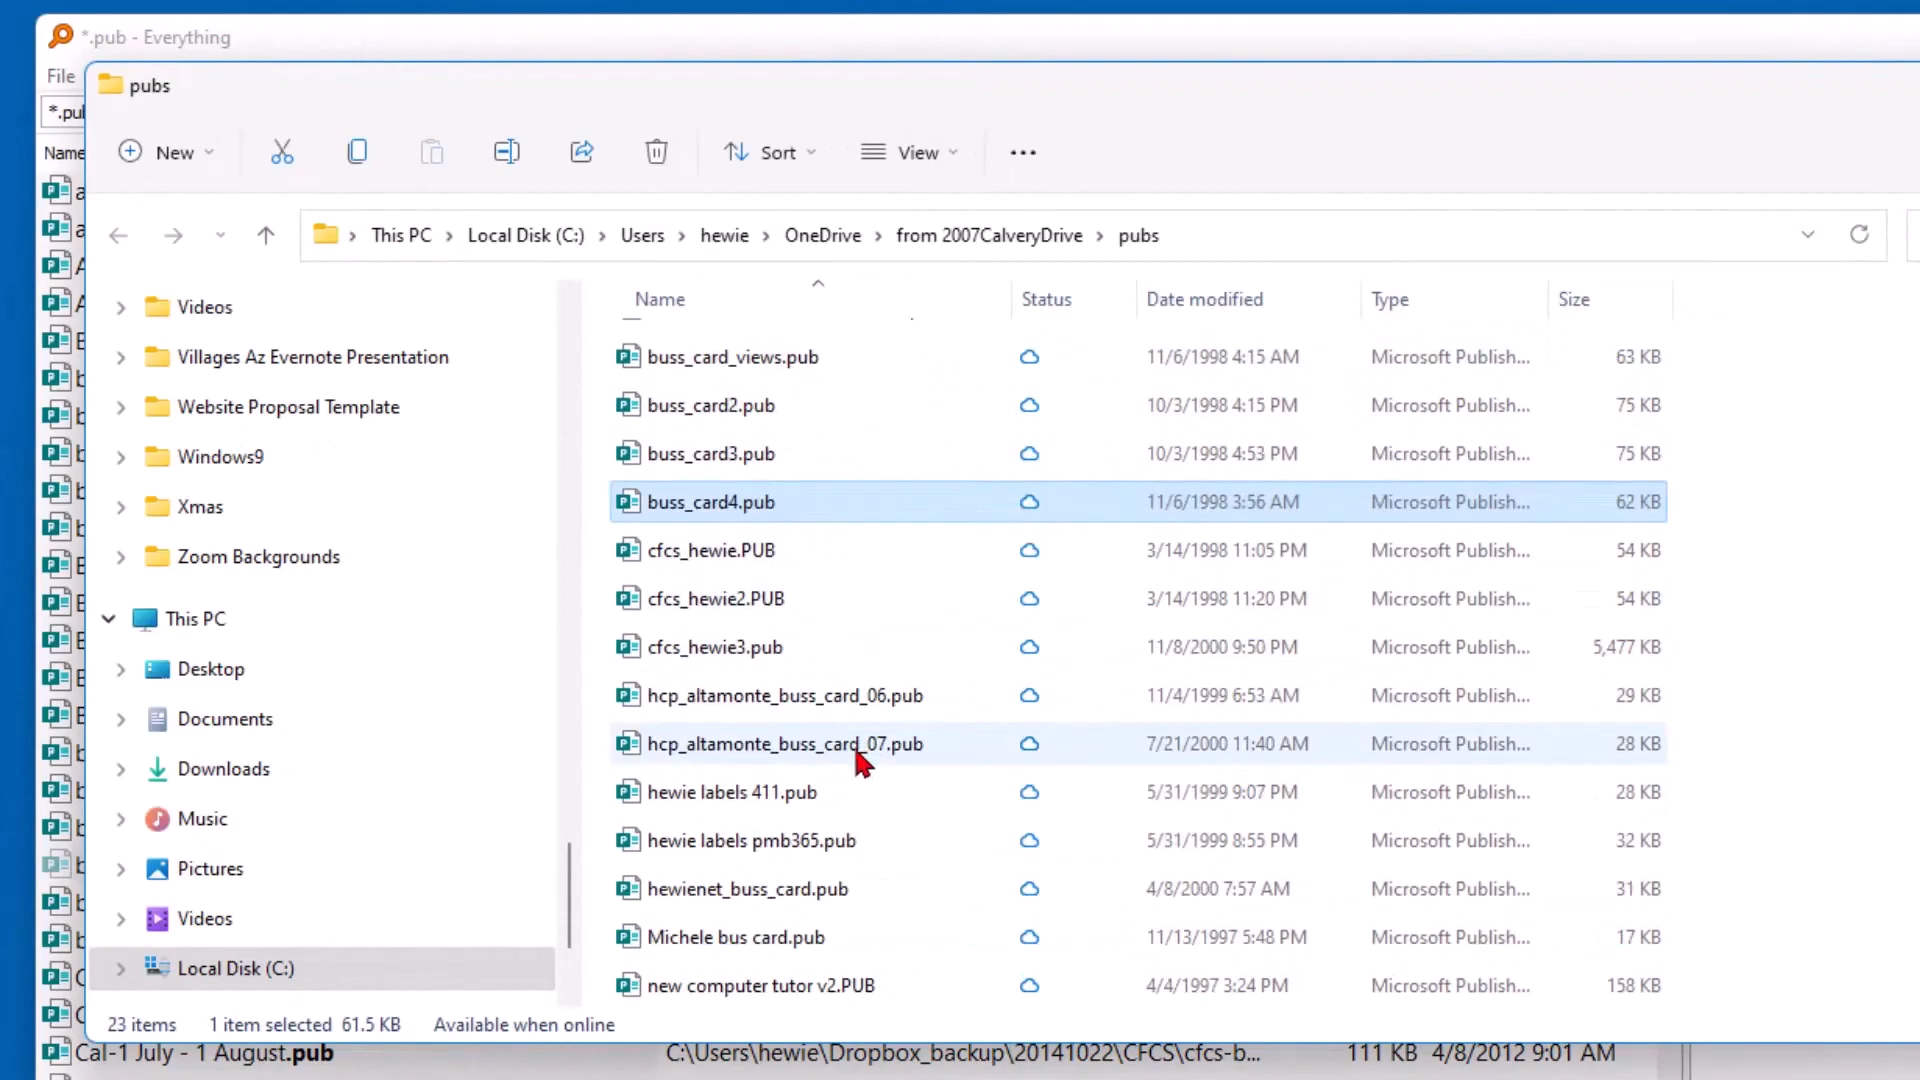 *.pub - Everything
File
pubs
*.pul
New
Sort
View
Name
This PC > Local Disk (C:) > Users > hewie > OneDrive > from 2007CalveryDrive > pubs
Name Status Date modified Type Size
Videos
Villages Az Evernote Presentation
Website Proposal Template
Windows9
Xmas
Zoom Backgrounds
This PC
Desktop
Documents
Downloads
Music
Pictures
Videos
Local Disk (C:)
buss_card_views.pub 11/6/1998 4:15 AM Microsoft Publish... 63 KB
buss_card2.pub 10/3/1998 4:15 PM Microsoft Publish... 75 KB
buss_card3.pub 10/3/1998 4:53 PM Microsoft Publish... 75 KB
buss_card4.pub 11/6/1998 3:56 AM Microsoft Publish... 62 KB
cfcs_hewie.PUB 3/14/1998 11:05 PM Microsoft Publish... 54 KB
cfcs_hewie2.PUB 3/14/1998 11:20 PM Microsoft Publish... 54 KB
cfcs_hewie3.pub 11/8/2000 9:50 PM Microsoft Publish... 5,477 KB
hcp_altamonte_buss_card_06.pub 11/4/1999 6:53 AM Microsoft Publish... 29 KB
hcp_altamonte_buss_card_07.pub 7/21/2000 11:40 AM Microsoft Publish... 28 KB
hewie labels 411.pub 5/31/1999 9:07 PM Microsoft Publish... 28 KB
hewie labels pmb365.pub 5/31/1999 8:55 PM Microsoft Publish... 32 KB
hewienet_buss_card.pub 4/8/2000 7:57 AM Microsoft Publish... 31 KB
Michele bus card.pub 11/13/1997 5:48 PM Microsoft Publish... 17 KB
new computer tutor v2.PUB 4/4/1997 3:24 PM Microsoft Publish... 158 KB
23 items 1 item selected 61.5 KB Available when online
Cal-1 July - 1 August.pub C:\Users\hewie\Dropbox_backup\20141022\CFCS\cfcs-b... 111 KB 4/8/2012 9:01 AM